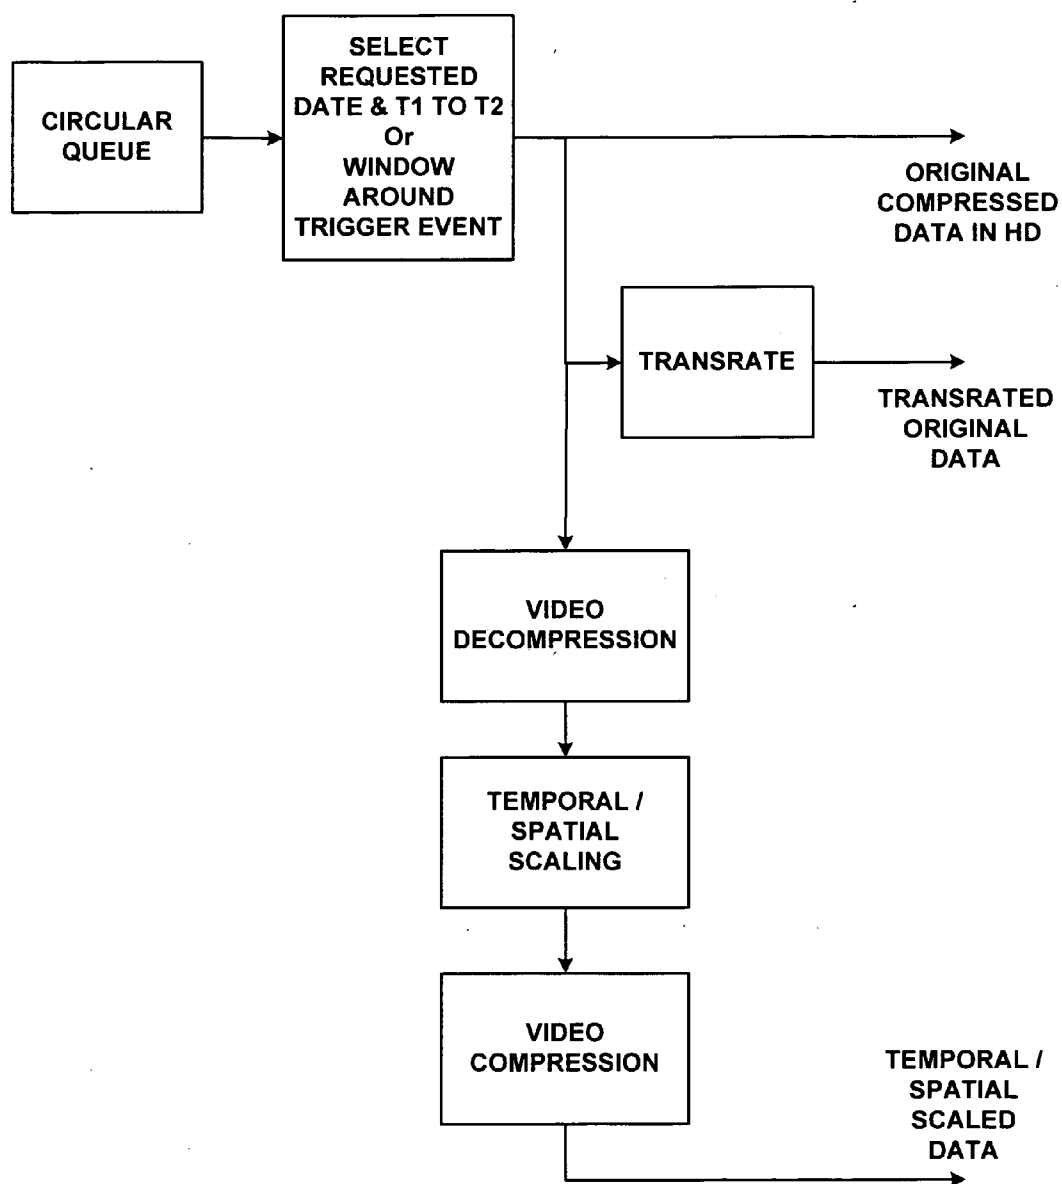 CIRCULAR
QUEUE
SELECT
REQUESTED
DATE & T1 TO T2
Or
WINDOW
AROUND
TRIGGER EVENT
ORIGINAL
COMPRESSED
DATA IN HD
TRANSRATE
TRANSRATED
ORIGINAL
DATA
VIDEO
DECOMPRESSION
TEMPORAL /
SPATIAL
SCALING
VIDEO
COMPRESSION
TEMPORAL /
SPATIAL
SCALED
DATA